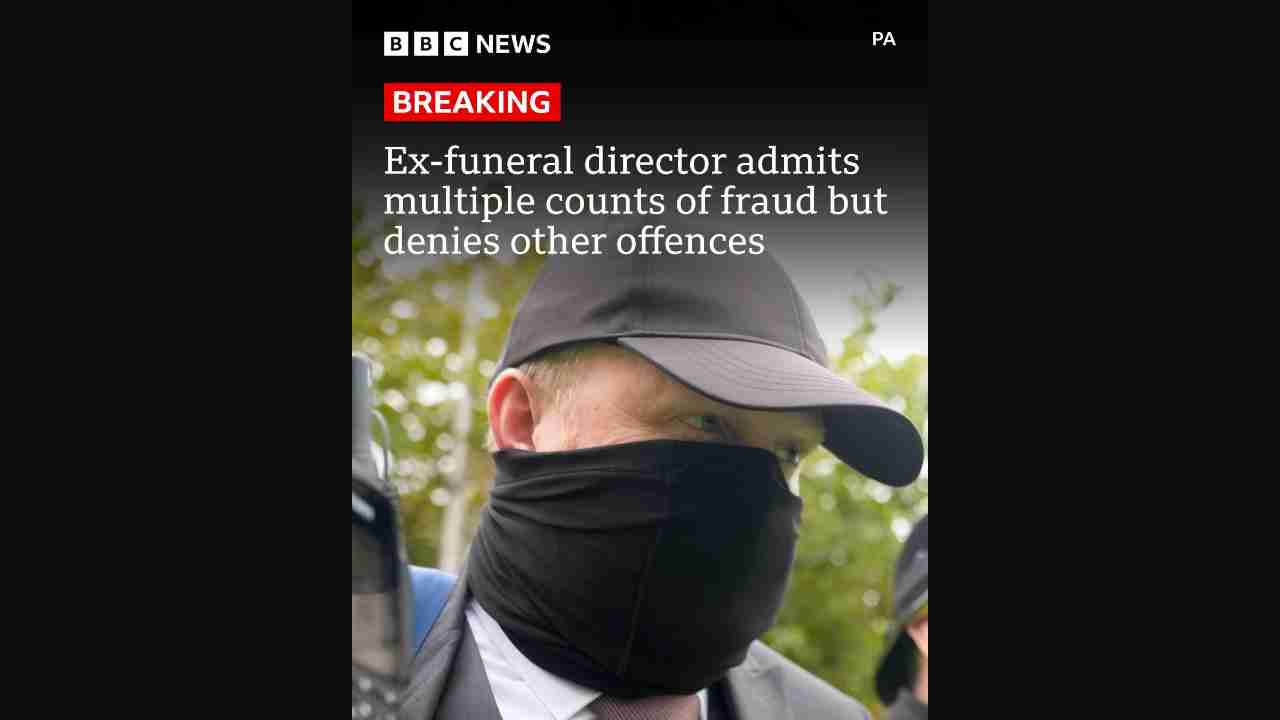 BBC NEWS
PA
BREAKING
Ex-funeral director admits
multiple counts of fraud but
denies other offences